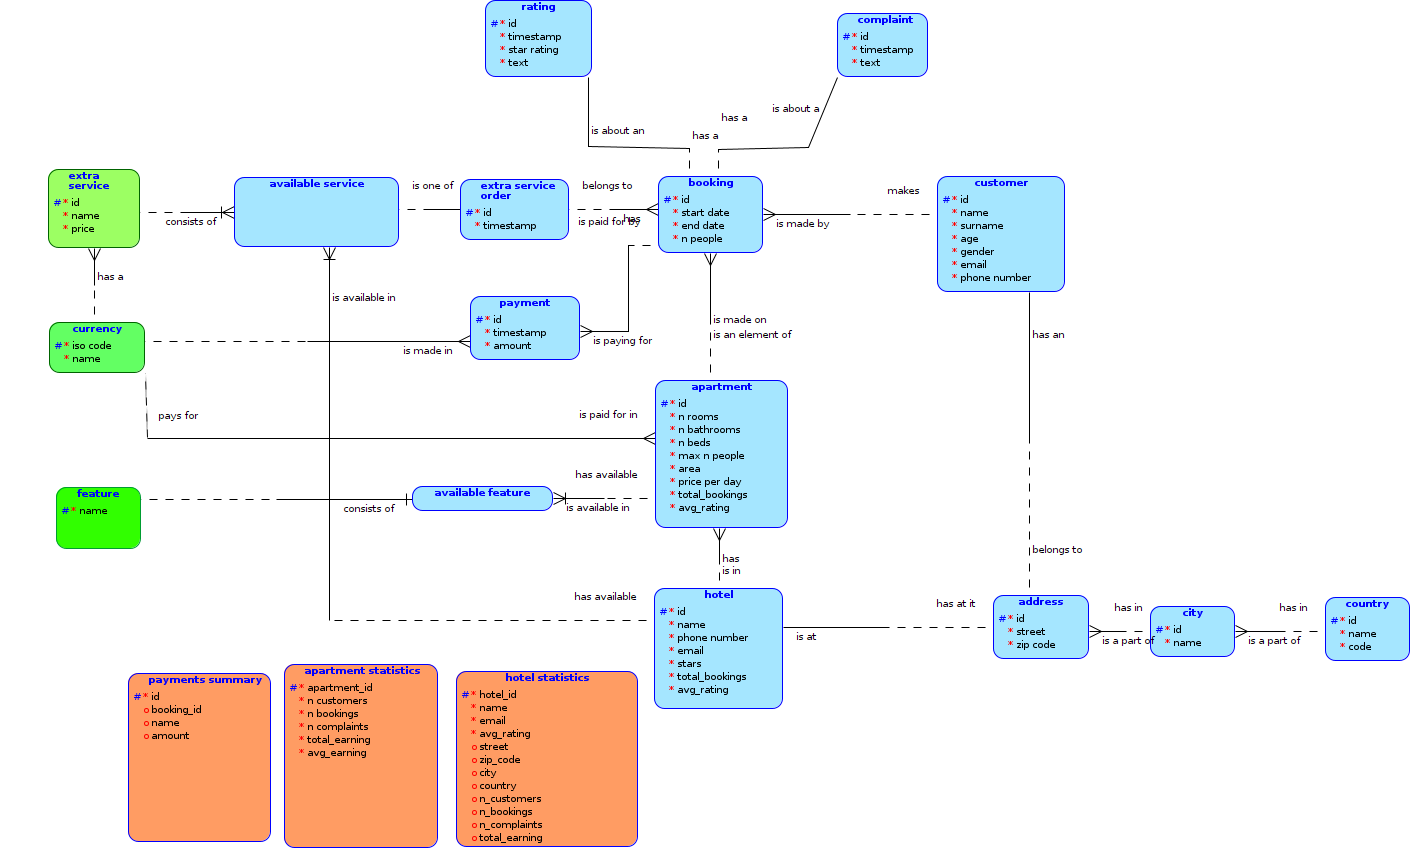 rating
#* id
* timestamp
* star rating
* text
complaint
#* id
* timestamp
* text
is about an
has a
has a
is about a
extra
service
#* id
* name
* price
consists of
available service
is one of
extra service
order
#* id
* timestamp
belongs to
is paid for by
has
booking
#* id
* start date
* end date
* n people
makes
is made by
customer
#* id
* name
* surname
* age
* gender
* email
* phone number
has a
is available in
currency
#* iso code
* name
is made in
payment
#* id
* timestamp
* amount
is paying for
is made on
is an element of
has an
pays for
is paid for in
apartment
#* id
* n rooms
* n bathrooms
* n beds
* max n people
* area
* price per day
* total_bookings
* avg_rating
feature
#* name
consists of
available feature
has available
is available in
has
is in
belongs to
has available
hotel
#* id
* name
* phone number
* email
* stars
* total_bookings
* avg_rating
is at
has at it
address
#* id
* street
* zip code
has in
is a part of
city
#* id
* name
has in
is a part of
country
#* id
* name
* code
payments summary
#* id
o booking_id
o name
o amount
apartment statistics
#* apartment_id
* n customers
* n bookings
* n complaints
* total_earning
* avg_earning
hotel statistics
#* hotel_id
* name
* email
* avg_rating
o street
o zip_code
o city
o country
o n_customers
o n_bookings
o n_complaints
o total_earning